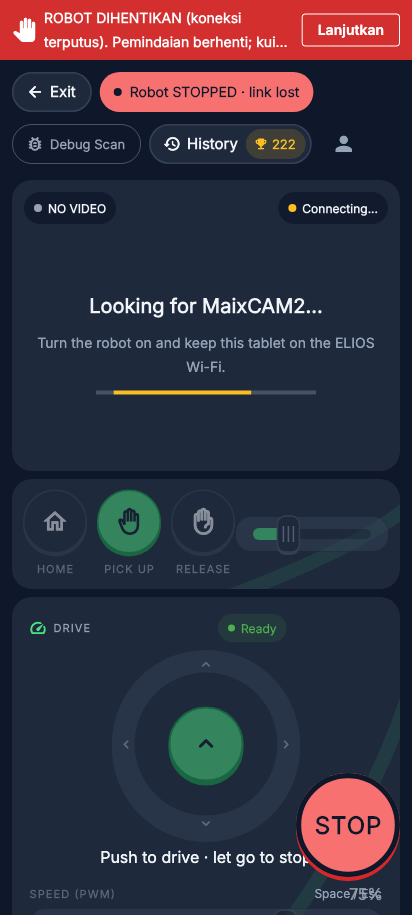 ROBOT DIHENTIKAN (koneksi
terputus). Pemindaian berhenti; kui...
Lanjutkan
Exit
Robot STOPPED · link lost
Debug Scan
History
222
NO VIDEO
Connecting...
Looking for MaixCAM2...
Turn the robot on and keep this tablet on the ELIOS
Wi-Fi.
HOME
PICK UP
RELEASE
DRIVE
Ready
STOP
Push to drive · let go to stop
SPEED (PWM)
Space
75%